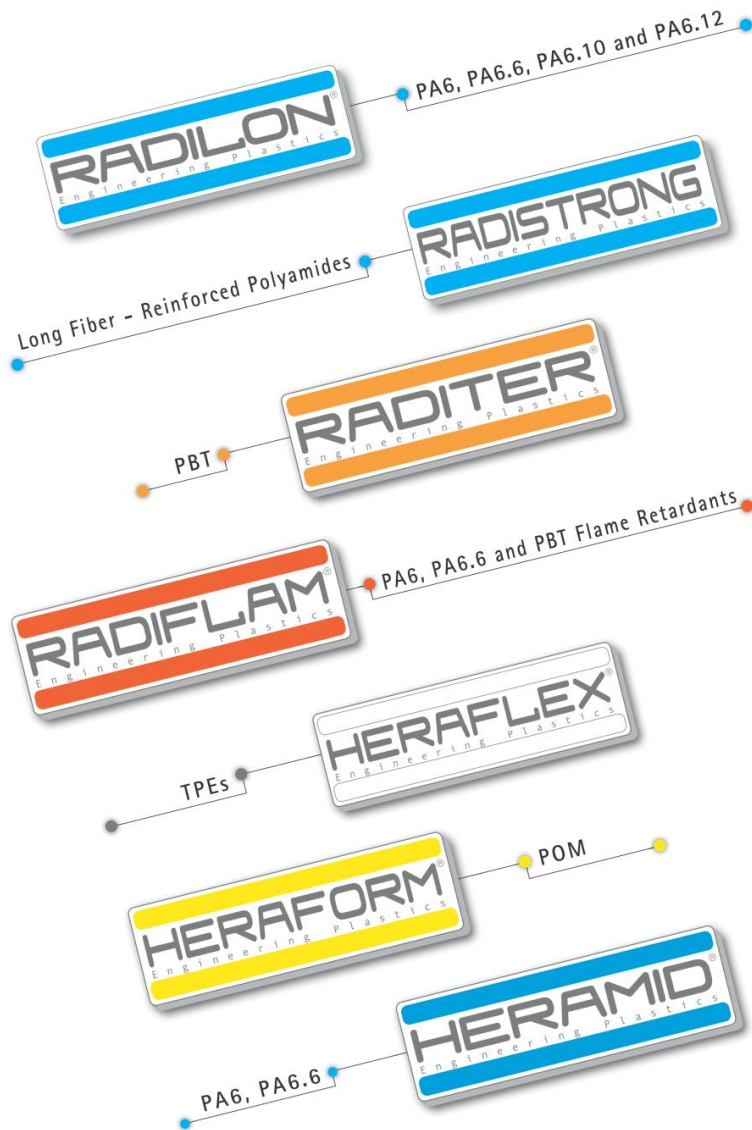 PA6, PA6.6, PA6.10 and PA6.12
RADILON®
Engineering Plastics
RADISTRONG
Engineering Plastics
Long Fiber - Reinforced Polyamides
RADITER®
Engineering Plastics
PBT
PA6, PA6.6 and PBT Flame Retardants
RADIFLAM®
Engineering Plastics
HERAFLEX®
Engineering Plastics
TPEs
HERAFORM®
Engineering Plastics
POM
HERAMID®
Engineering Plastics
PA6, PA6.6